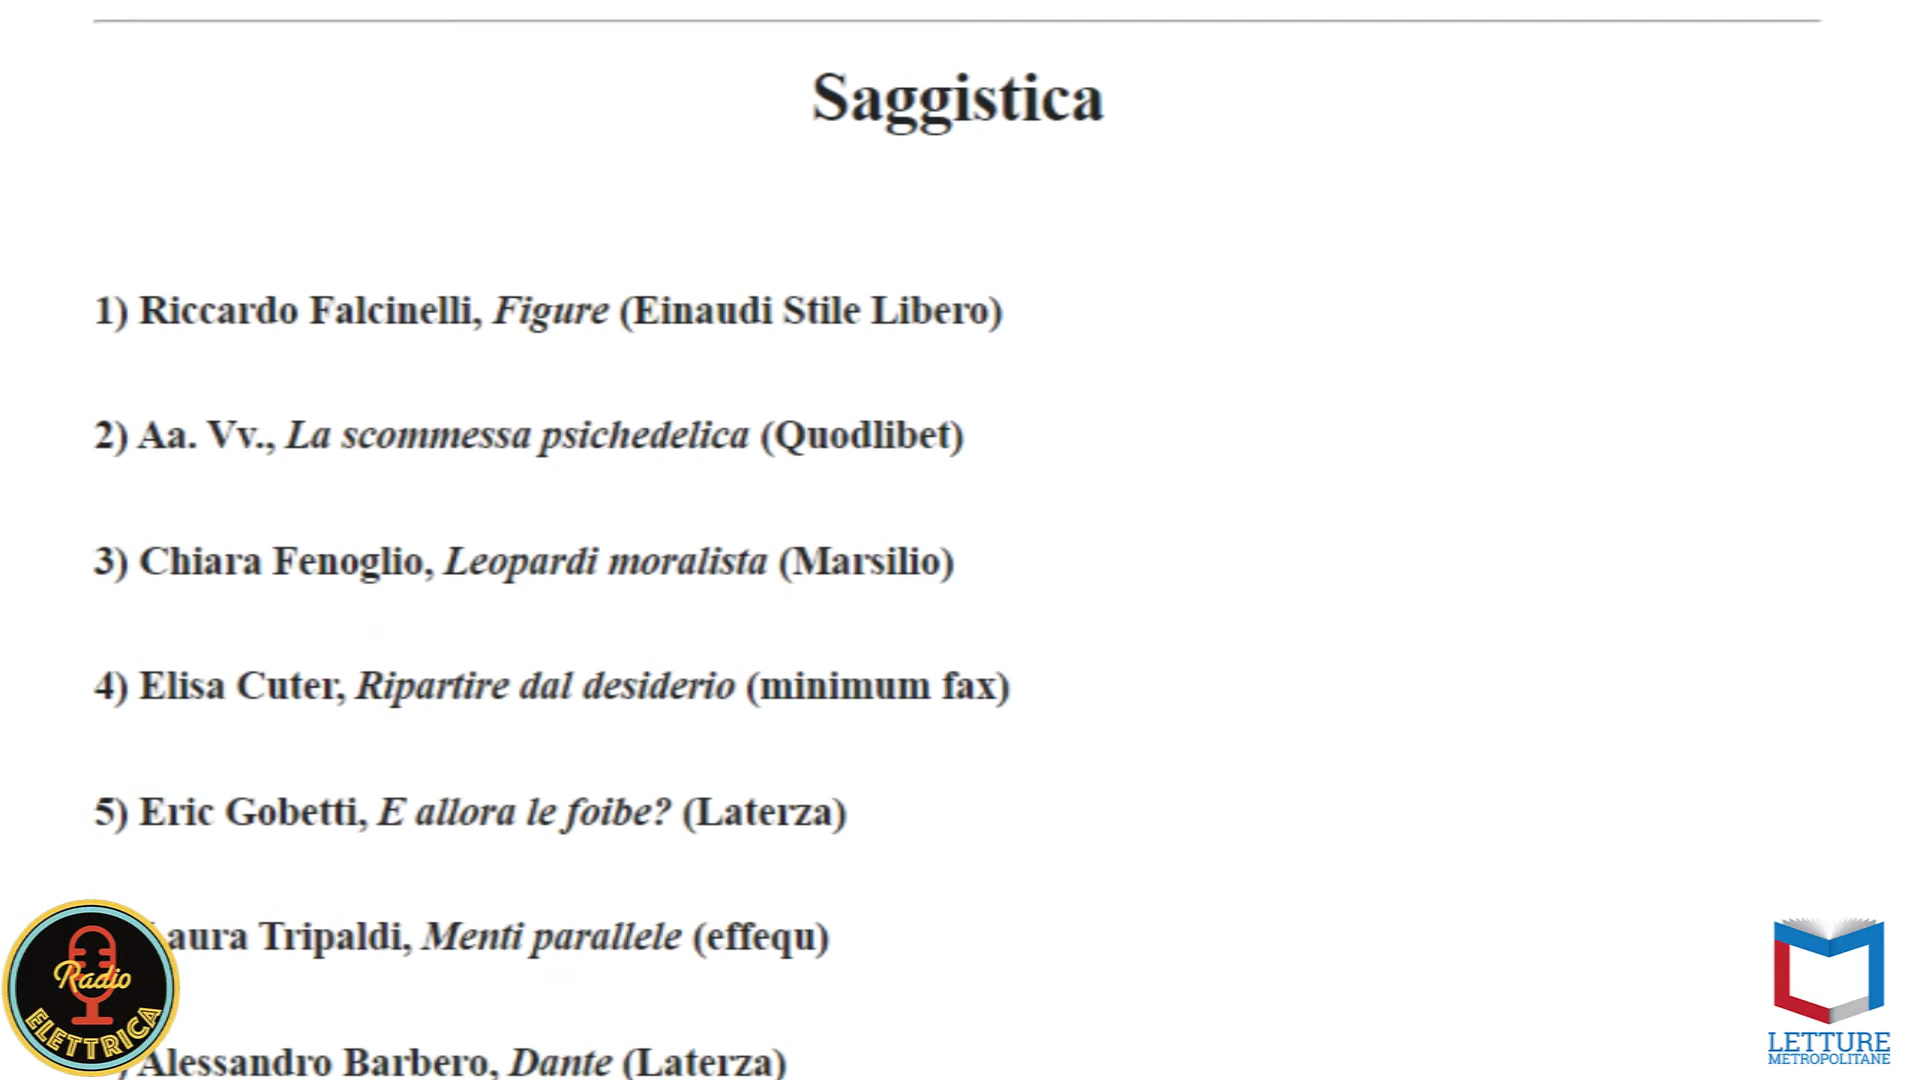 Saggistica
1) Riccardo Falcinelli, Figure (Einaudi Stile Libero)
2) Aa. Vv., La scommessa psichedelica (Quodlibet)
3) Chiara Fenoglio, Leopardi moralista (Marsilio)
4) Elisa Cuter, Ripartire dal desiderio (minimum fax)
5) Eric Gobetti, E allora le foibe? (Laterza)
Laura Tripaldi, Menti parallele (effequ)
Alessandro Barbero, Dante (Laterza)
Radio
ELETTRICA
LETTURE
METROPOLITANE